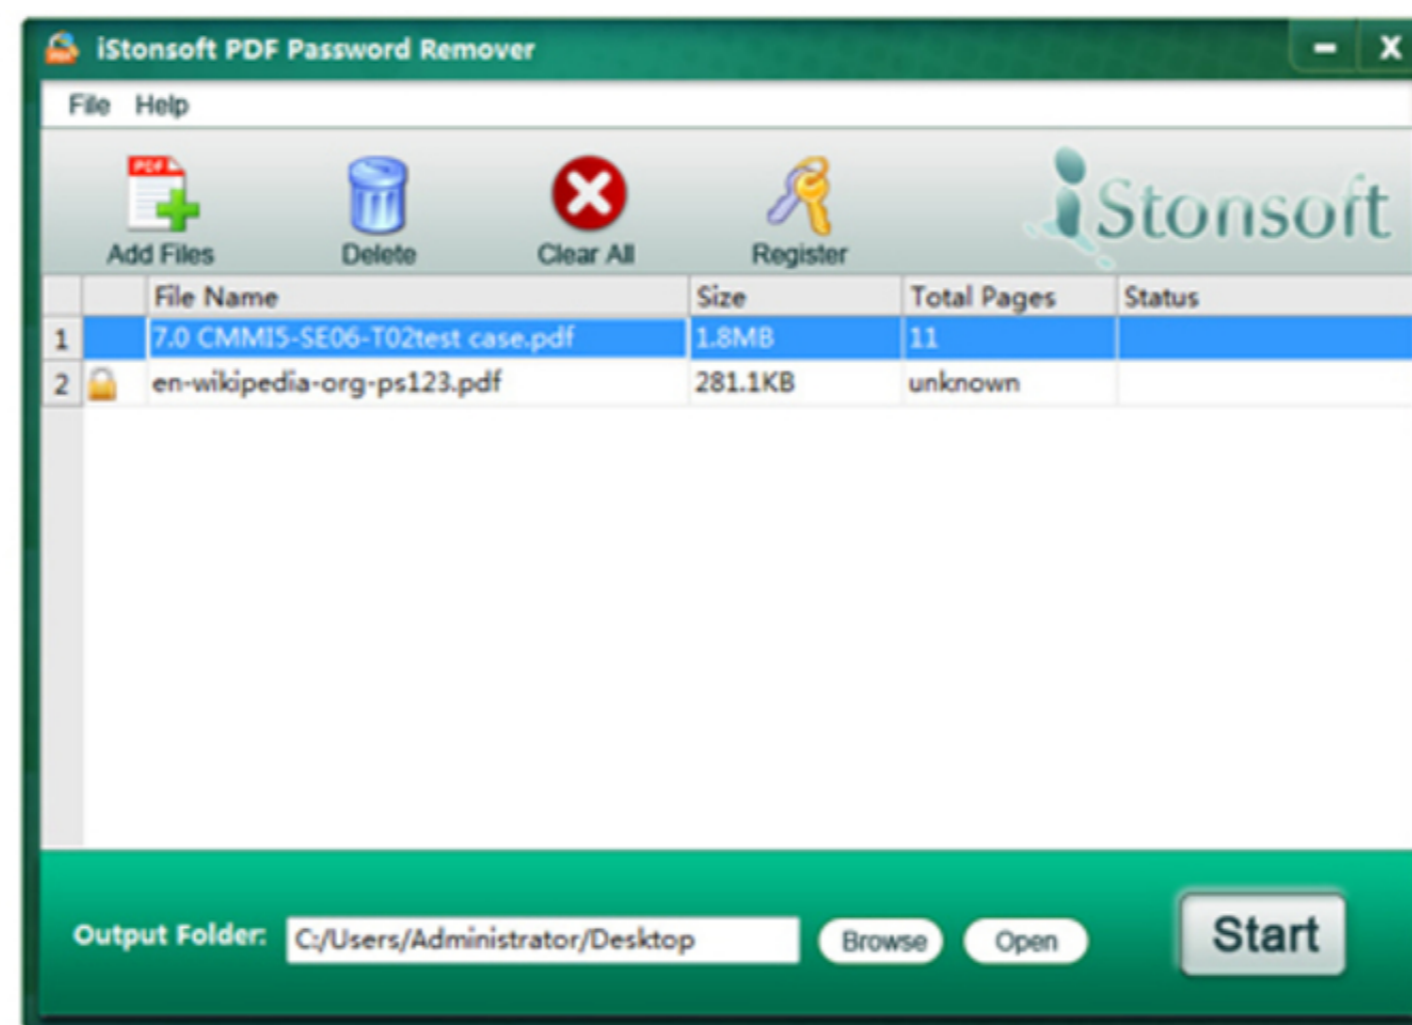 iStonsoft PDF Password Remover
File Help
PDF
Add Files Delete Clear All Register
iStonsoft
File Name Size Total Pages Status
1 7.0 CMMI5-SE06-T02test case.pdf 1.8MB 11
2 en-wikipedia-org-ps123.pdf 281.1KB unknown
Output Folder: C:/Users/Administrator/Desktop Browse Open Start